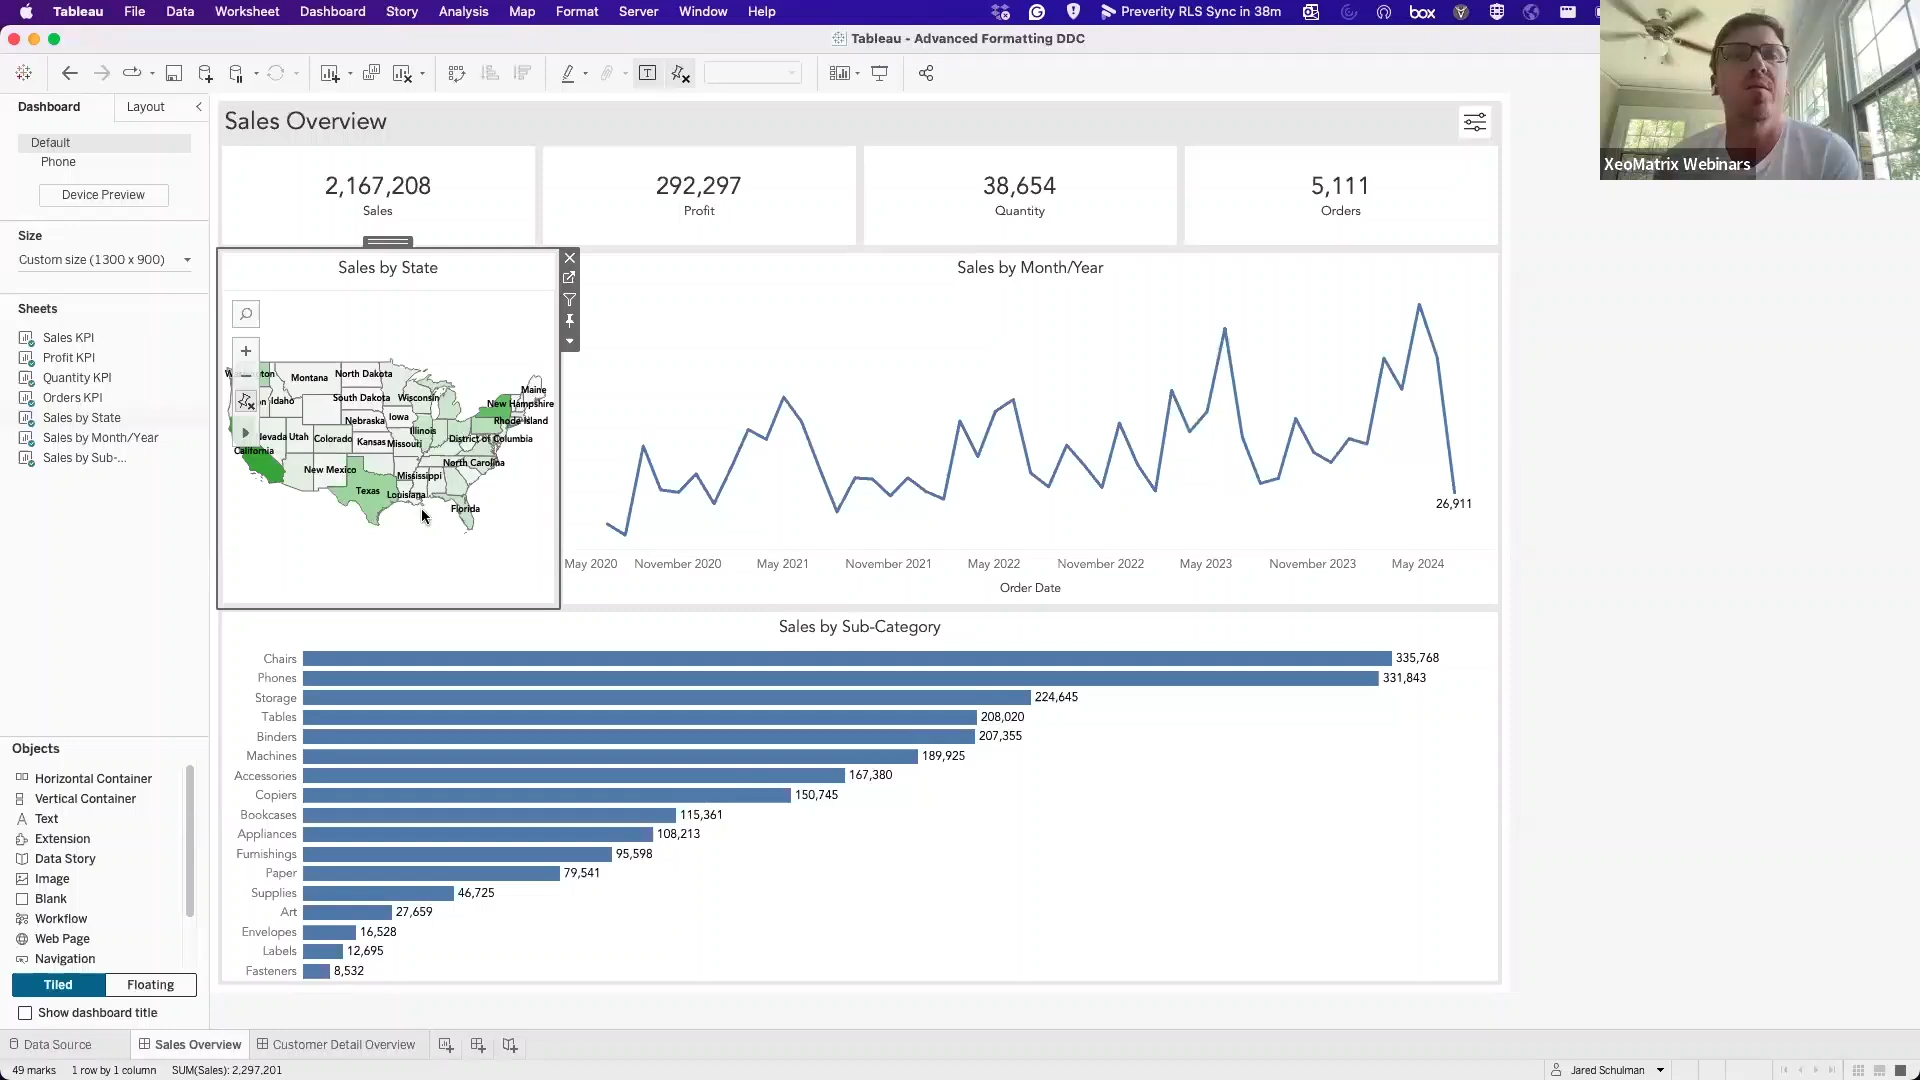 Tableau File Data Worksheet Dashboard Story Analysis Map Format Server Window Help
Preverity RLS Sync in 38m
box
Tableau - Advanced Formatting DDC
XeoMatrix Webinars
Dashboard Layout
Default
Phone
Device Preview
Size
Custom size (1300 x 900)
Sheets
Sales KPI
Profit KPI
Quantity KPI
Orders KPI
Sales by State
Sales by Month/Year
Sales by Sub-...
Objects
Horizontal Container
Vertical Container
Text
Extension
Data Story
Image
Blank
Workflow
Web Page
Navigation
Tiled Floating
Show dashboard title
Sales Overview
2,167,208
Sales
292,297
Profit
38,654
Quantity
5,111
Orders
Sales by State
Montana
North Dakota
Maine
Idaho
South Dakota
Wisconsin
New Hampshire
Nebraska
Iowa
Rhode Island
Utah
Colorado
Kansas
Missouri
Illinois
District of Columbia
California
New Mexico
North Carolina
Mississippi
Texas
Louisiana
Florida
Sales by Month/Year
26,911
May 2020 November 2020 May 2021 November 2021 May 2022 November 2022 May 2023 November 2023 May 2024
Order Date
Sales by Sub-Category
Chairs 335,768
Phones 331,843
Storage 224,645
Tables 208,020
Binders 207,355
Machines 189,925
Accessories 167,380
Copiers 150,745
Bookcases 115,361
Appliances 108,213
Furnishings 95,598
Paper 79,541
Supplies 46,725
Art 27,659
Envelopes 16,528
Labels 12,695
Fasteners 8,532
Data Source Sales Overview Customer Detail Overview
49 marks 1 row by 1 column SUM(Sales): 2,297,201
Jared Schulman